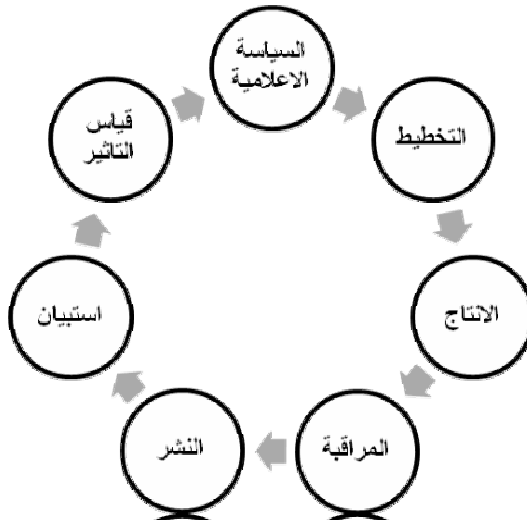 السياسة
الاعلامية
التخطيط
الانتاج
المراقبة
النشر
استبيان
قياس
التاثير